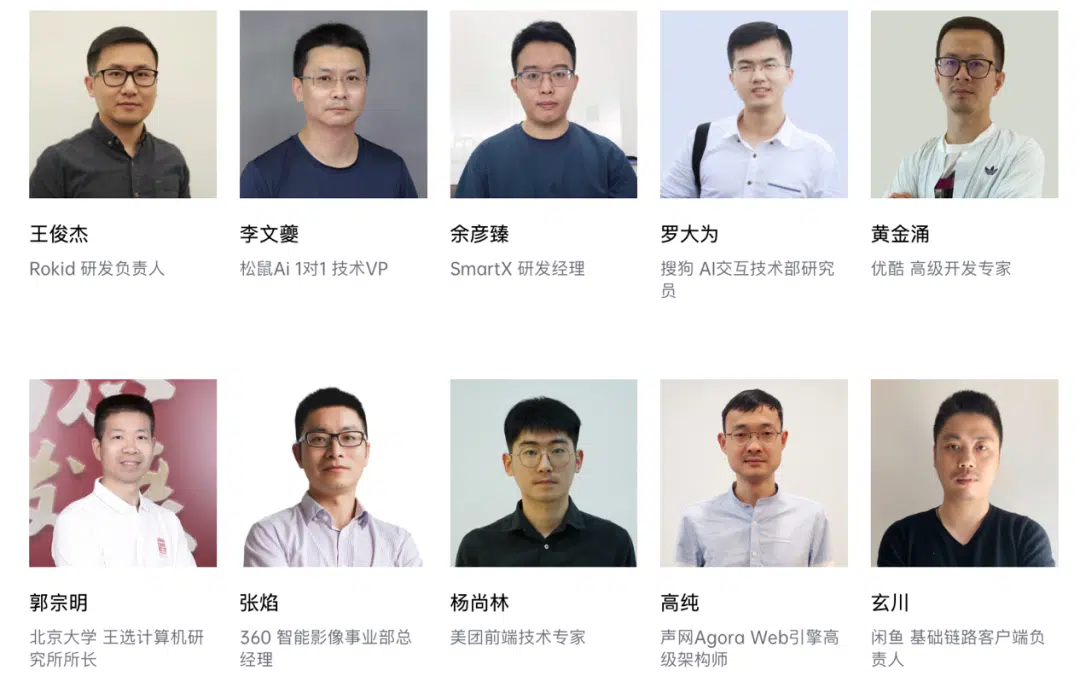 王俊杰
Rokid 研发负责人
李文夔
松鼠Ai 1对1 技术VP
余彦臻
SmartX 研发经理
罗大为
搜狗 AI交互技术部研究
员
黄金涌
优酷 高级开发专家
郭宗明
北京大学 王选计算机研
究所所长
张焰
360 智能影像事业部总
经理
杨尚林
美团前端技术专家
高纯
声网Agora Web引擎高
级架构师
玄川
闲鱼 基础链路客户端负
责人